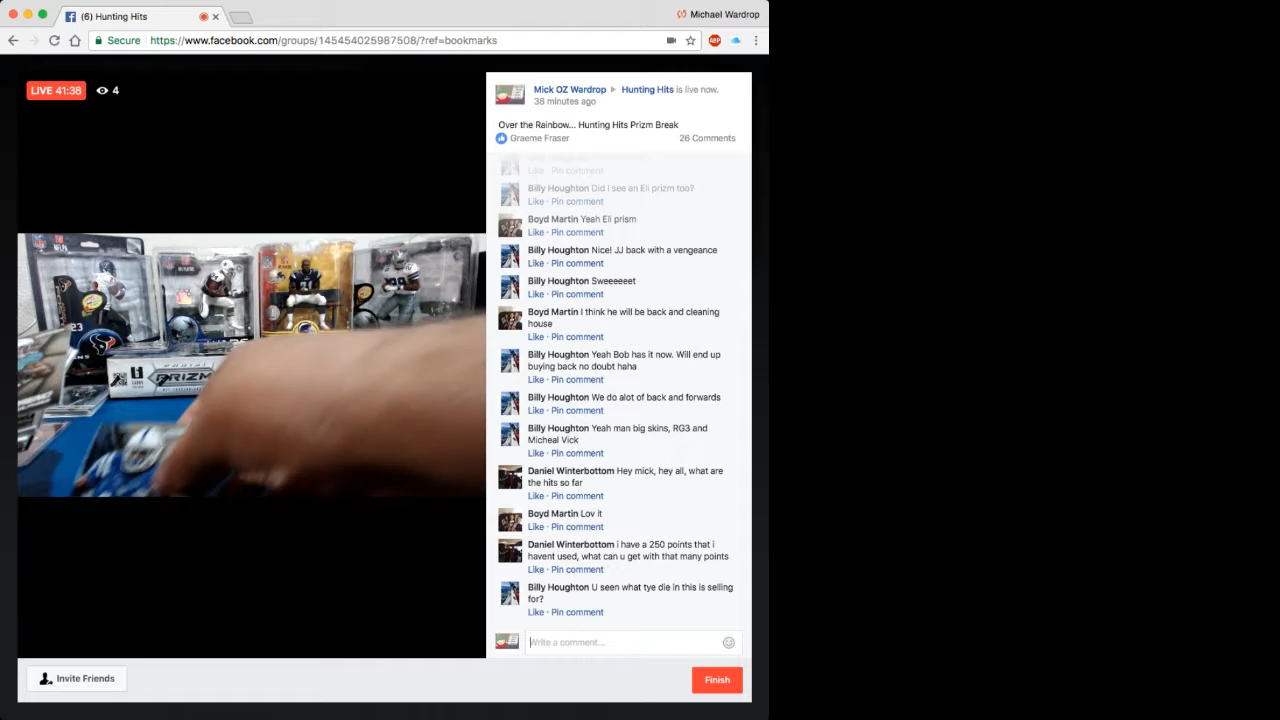 (6) Hunting Hits
Michael Wardrop
Secure
https://www.facebook.com/groups/145454025987508/?ref=bookmarks
ABP
LIVE 41:38
4
Mick OZ Wardrop ▸ Hunting Hits is live now.
38 minutes ago
Over the Rainbow... Hunting Hits Prizm Break
Graeme Fraser
26 Comments
Like · Pin comment
Billy Houghton Did I see an Eli prizm too?
Like · Pin comment
Boyd Martin Yeah Eli prism
Like · Pin comment
Billy Houghton Nice! JJ back with a vengeance
Like · Pin comment
Billy Houghton Sweeeeeet
Like · Pin comment
Boyd Martin I think he will be back and cleaning
house
Like · Pin comment
Billy Houghton Yeah Bob has it now. Will end up
buying back no doubt haha
Like · Pin comment
Billy Houghton We do alot of back and forwards
Like · Pin comment
Billy Houghton Yeah man big skins, RG3 and
Micheal Vick
Like · Pin comment
Daniel Winterbottom Hey mick, hey all, what are
the hits so far
Like · Pin comment
Boyd Martin Lov it
Like · Pin comment
Daniel Winterbottom i have a 250 points that i
havent used, what can u get with that many points
Like · Pin comment
Billy Houghton U seen what tye die in this is selling
for?
Like · Pin comment
Write a comment...
Invite Friends
Finish
23
PRIZM